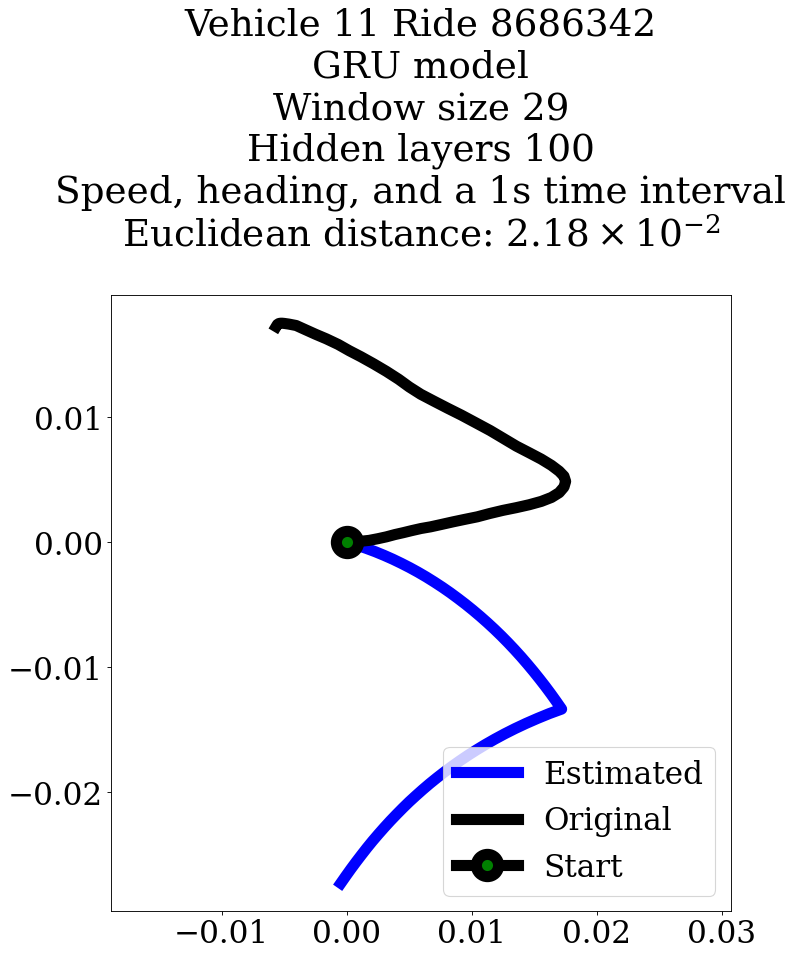 Vehicle 11 Ride 8686342
GRU model
Window size 29
Hidden layers 100
Speed, heading, and a 1s time interval
Euclidean distance: 2.18 × 10⁻²
0.01
0.00
−0.01
−0.02
Estimated
Original
Start
−0.01 0.00 0.01 0.02 0.03